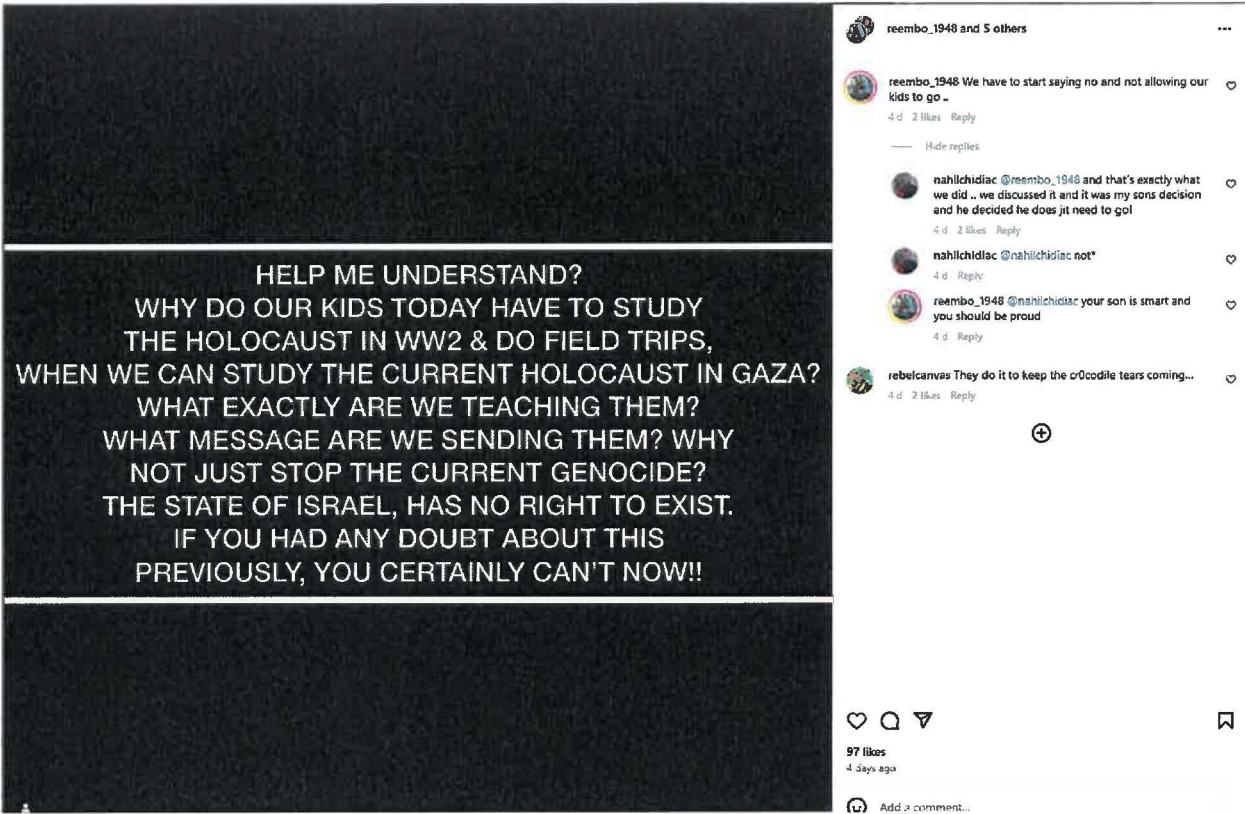 HELP ME UNDERSTAND?
WHY DO OUR KIDS TODAY HAVE TO STUDY
THE HOLOCAUST IN WW2 & DO FIELD TRIPS,
WHEN WE CAN STUDY THE CURRENT HOLOCAUST IN GAZA?
WHAT EXACTLY ARE WE TEACHING THEM?
WHAT MESSAGE ARE WE SENDING THEM? WHY
NOT JUST STOP THE CURRENT GENOCIDE?
THE STATE OF ISRAEL, HAS NO RIGHT TO EXIST.
IF YOU HAD ANY DOUBT ABOUT THIS
PREVIOUSLY, YOU CERTAINLY CAN'T NOW!!
reembo_1948 and 5 others
reembo_1948 We have to start saying no and not allowing our
kids to go ..
4 d 2 likes Reply
Hide replies
nahilchidiac @reembo_1948 and that's exactly what
we did .. we discussed it and it was my sons decision
and he decided he does jit need to go!
4 d 2 likes Reply
nahilchidiac @nahilchidiac not*
4 d Reply
reembo_1948 @nahilchidiac your son is smart and
you should be proud
4 d Reply
rebelcanvas They do it to keep the cr0codile tears coming...
4 d 2 likes Reply
97 likes
4 days ago
Add a comment...